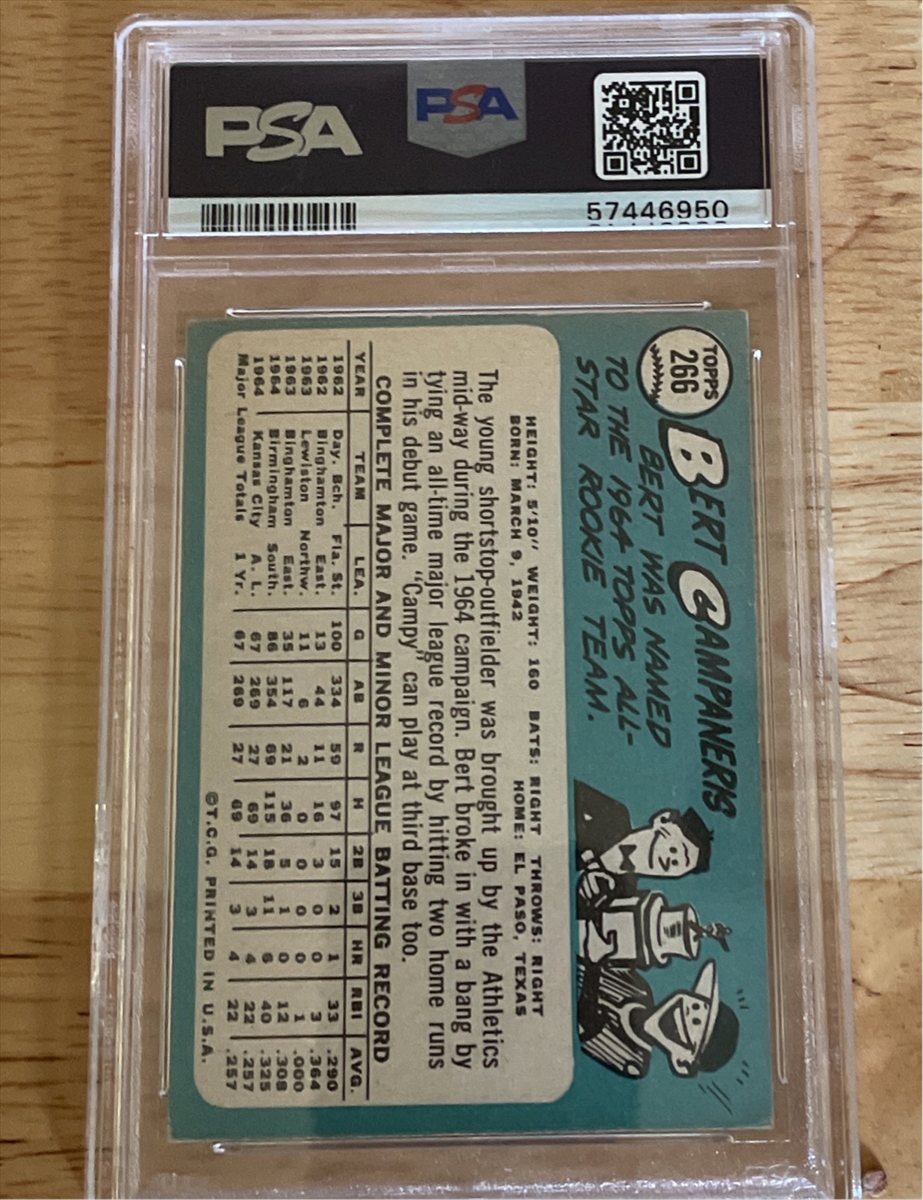 PSA
PSA
57446950
TOPPS
266
BERT CAMPANERIS
BERT WAS NAMED
TO THE 1964 TOPPS ALL-
STAR ROOKIE TEAM.
HEIGHT: 5'10" WEIGHT: 160 BATS: RIGHT THROWS: RIGHT
BORN: MARCH 9, 1942 HOME: EL PASO, TEXAS
The young shortstop-outfielder was brought up by the Athletics
mid-way during the 1964 campaign. Bert broke in with a bang by
tying an all-time major league record by hitting two home runs
in his debut game. "Campy" can play at third base too.
COMPLETE MAJOR AND MINOR LEAGUE BATTING RECORD
YEAR TEAM LEA. G AB R H 2B 3B HR RBI AVG.
1962 Day. Bch. Fla. St. 100 334 59 97 15 2 1 33 .290
1962 Binghamton East. 13 44 11 16 3 0 0 3 .364
1963 Lewiston Northw. 11 6 2 0 0 0 0 1 .000
1963 Binghamton East. 35 117 21 36 5 1 0 12 .308
1964 Birmingham South. 86 354 69 115 18 11 6 40 .325
1964 Kansas City A. L. 67 269 27 69 14 3 4 22 .257
Major League Totals 1 Yr. 67 269 27 69 14 3 4 22 .257
©T.C.G. PRINTED IN U.S.A.